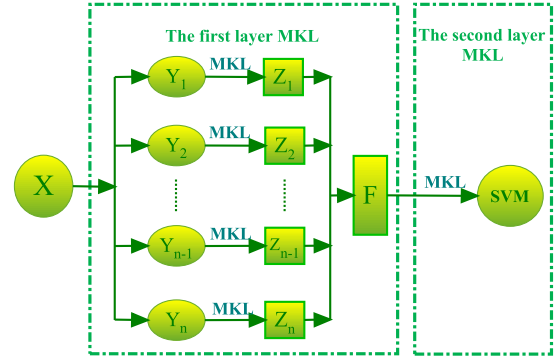 The first layer MKL
The second layer
MKL
X
Y1 MKL Z1
Y2 MKL Z2
Yn-1 MKL Zn-1
Yn MKL Zn
F
MKL
SVM